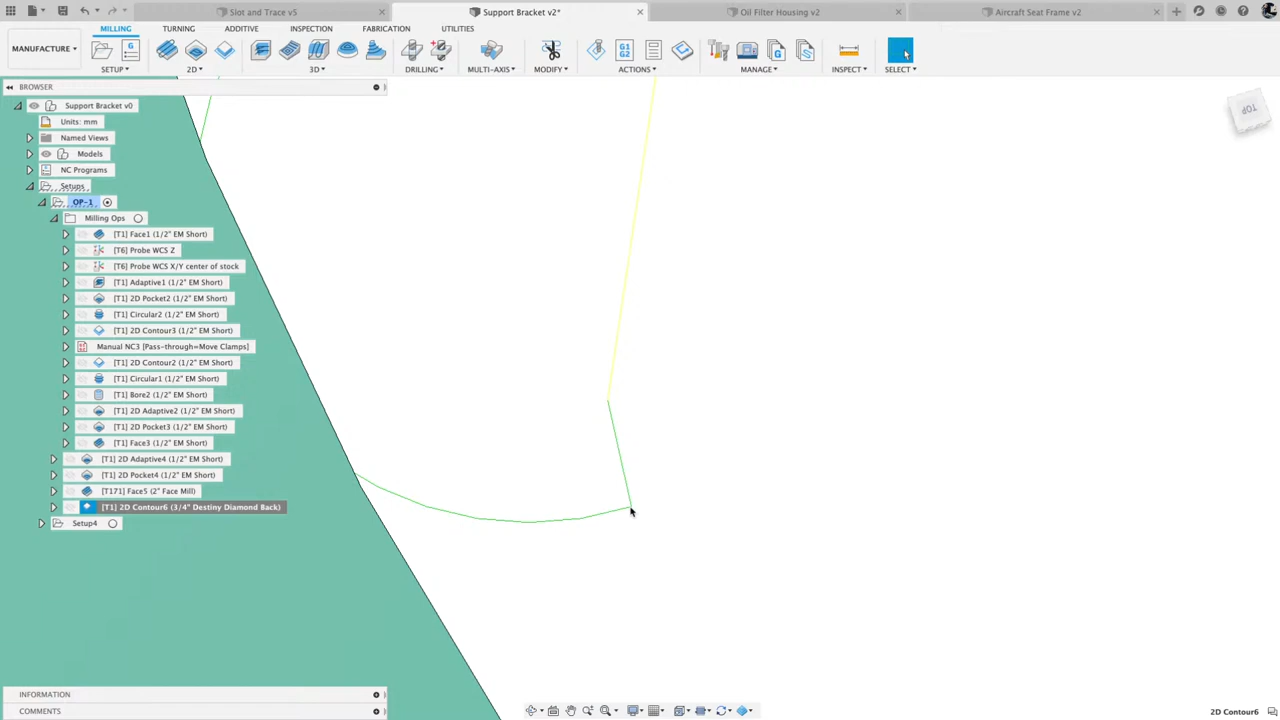 Slot and Trace v5
Support Bracket v2*
Oil Filter Housing v2
Aircraft Seat Frame v2
MILLING
TURNING
ADDITIVE
INSPECTION
FABRICATION
UTILITIES
MANUFACTURE
G
G1
G2
G
SETUP
2D
3D
DRILLING
MULTI-AXIS
MODIFY
ACTIONS
MANAGE
INSPECT
SELECT
BROWSER
TOP
Support Bracket v0
Units: mm
Named Views
Models
NC Programs
Setups
OP-1
Milling Ops
[T1] Face1 (1/2" EM Short)
[T6] Probe WCS Z
[T6] Probe WCS X/Y center of stock
[T1] Adaptive1 (1/2" EM Short)
[T1] 2D Pocket2 (1/2" EM Short)
[T1] Circular2 (1/2" EM Short)
[T1] 2D Contour3 (1/2" EM Short)
Manual NC3 [Pass-through=Move Clamps]
[T1] 2D Contour2 (1/2" EM Short)
[T1] Circular1 (1/2" EM Short)
[T1] Bore2 (1/2" EM Short)
[T1] 2D Adaptive2 (1/2" EM Short)
[T1] 2D Pocket3 (1/2" EM Short)
[T1] Face3 (1/2" EM Short)
[T1] 2D Adaptive4 (1/2" EM Short)
[T1] 2D Pocket4 (1/2" EM Short)
[T171] Face5 (2" Face Mill)
[T1] 2D Contour6 (3/4" Destiny Diamond Back)
Setup4
INFORMATION
COMMENTS
2D Contour6